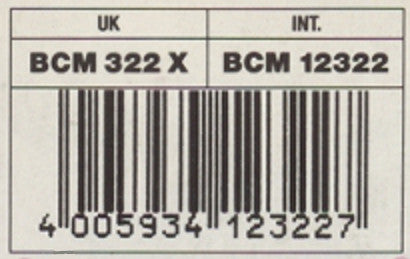 UK INT.
BCM 322 X BCM 12322
4 005934 123227